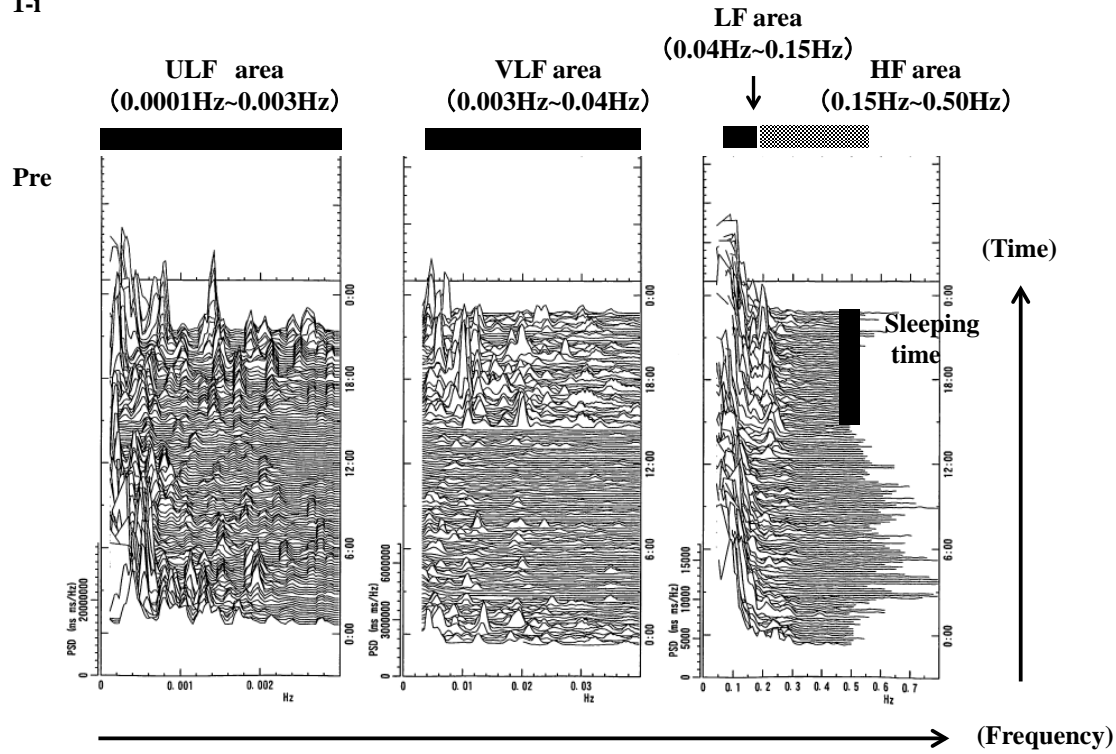 1-i
LF area
(0.04Hz~0.15Hz)
ULF area
(0.0001Hz~0.003Hz)
VLF area
(0.003Hz~0.04Hz)
HF area
(0.15Hz~0.50Hz)
Pre
(Time)
Sleeping
time
0:00
18:00
12:00
6:00
0:00
PSD (ms ms/Hz)
0
20000000
0
0.001
0.002
Hz
0:00
18:00
12:00
6:00
0:00
PSD (ms ms/Hz)
0
3000000
6000000
0
0.01
0.02
0.03
Hz
0:00
18:00
12:00
6:00
0:00
PSD (ms ms/Hz)
0
5000
10000
15000
0
0.1
0.2
0.3
0.4
0.5
0.6
0.7
Hz
(Frequency)